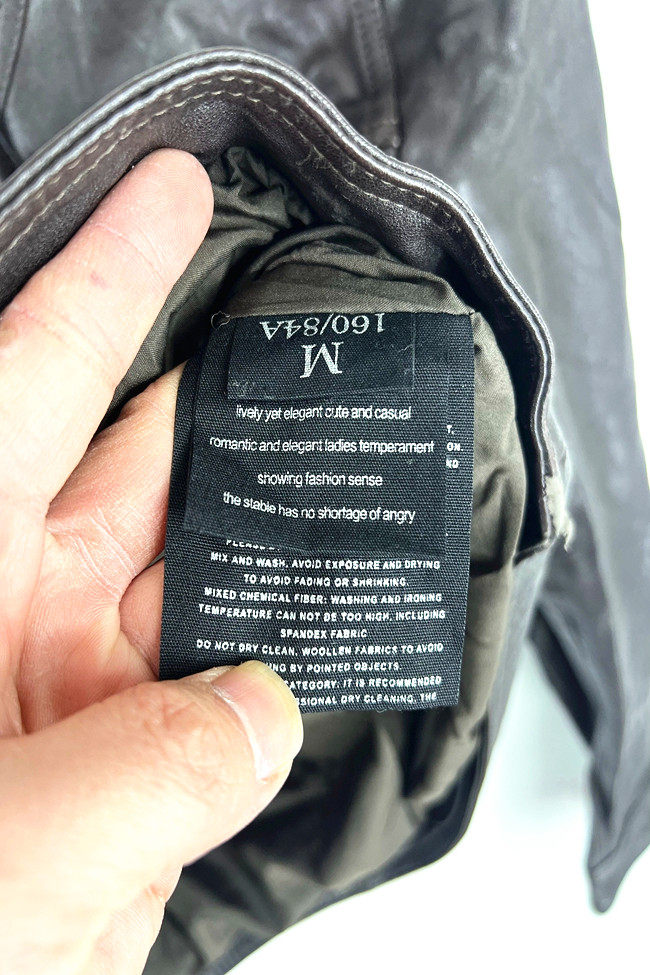 M
160/84A
lively yet elegant cute and casual
romantic and elegant ladies temperament
showing fashion sense
the stable has no shortage of angry
MIX AND WASH. AVOID EXPOSURE AND DRYING
TO AVOID FADING OR SHRINKING.
MIXED CHEMICAL FIBER: WASHING AND IRONING
TEMPERATURE CAN NOT BE TOO HIGH, INCLUDING
SPANDEX FABRIC
DO NOT DRY CLEAN, WOOLLEN FABRICS TO AVOID
BY POINTED OBJECTS.
IT IS RECOMMENDED
DRY CLEANING. THE